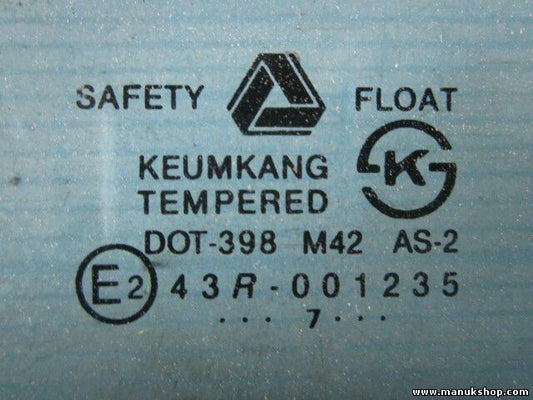 SAFETY FLOAT
KEUMKANG
TEMPERED
K
DOT-398 M42 AS-2
E2 43R-001235
··· 7 ···
www.manukshop.com